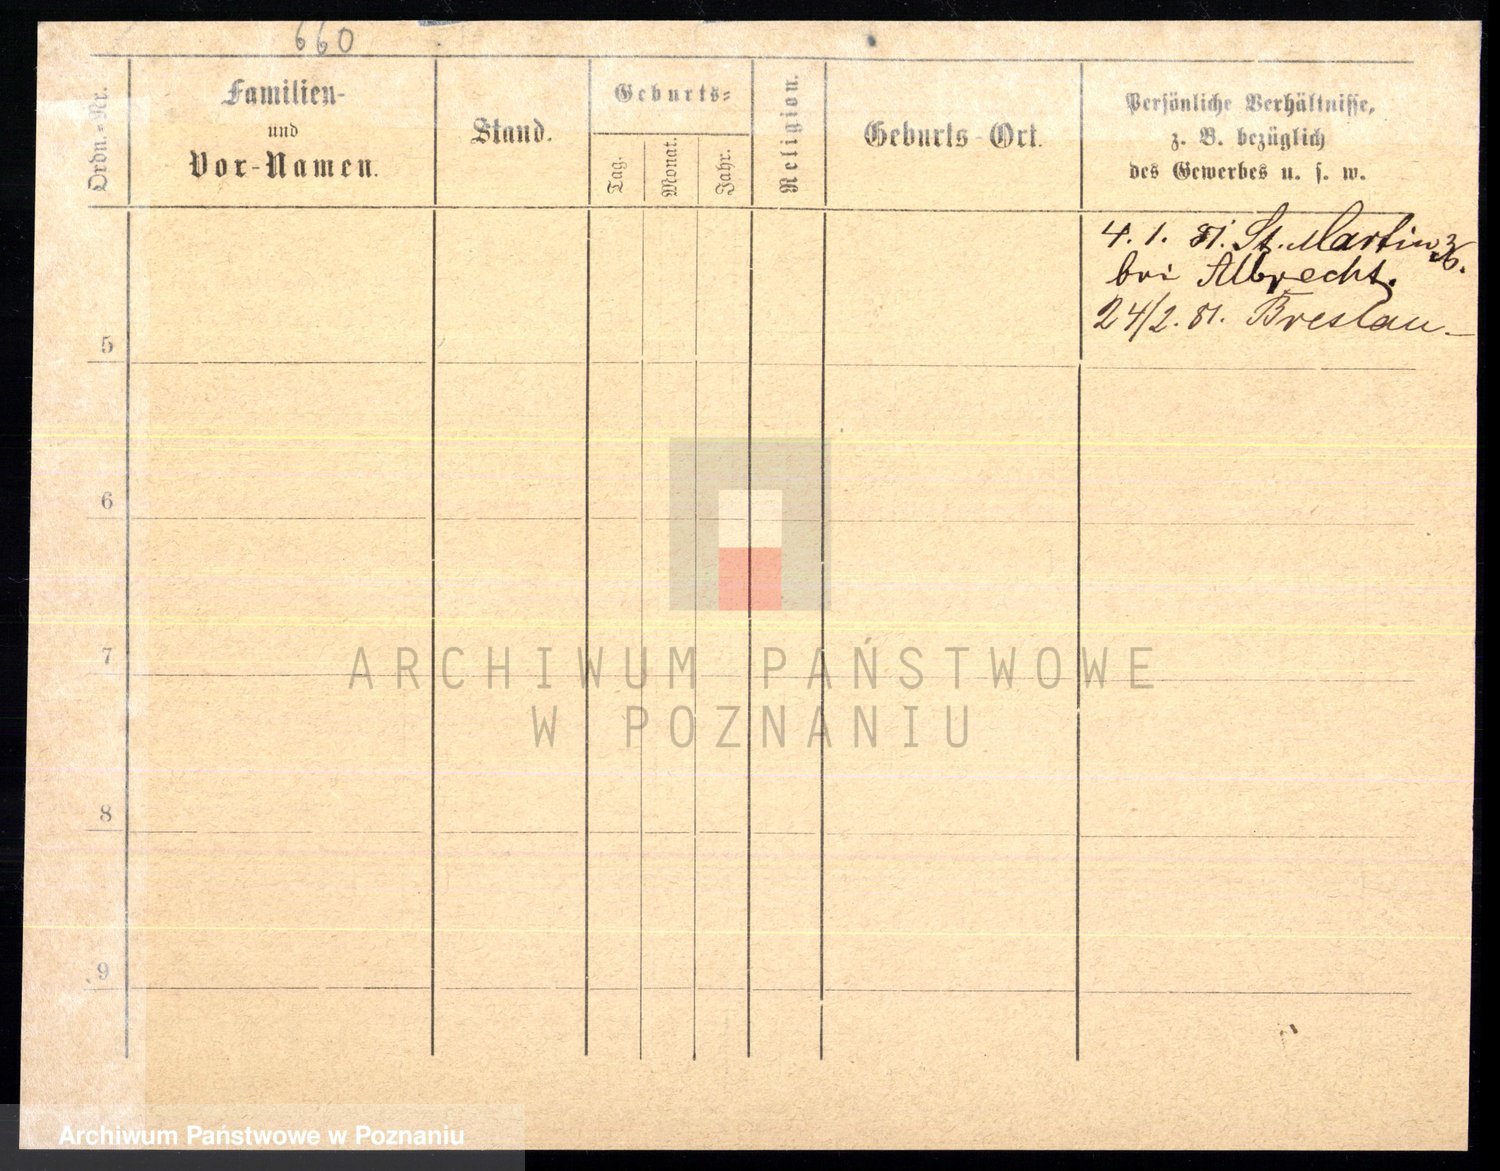 660
Ordn.-Nr.
Familien-
und
Vor-Namen.
Stand.
Geburts-
Tag.
Monat.
Jahr.
Religion.
Geburts-Ort.
Persönliche Verhältnisse,
z. B. bezüglich
des Gewerbes u. s. w.
4. 1. 81. St. Martin
bei Albrecht.
24/2. 81. Breslau.
5
6
7
8
9
ARCHIWUM PAŃSTWOWE
W POZNANIU
Archiwum Państwowe w Poznaniu